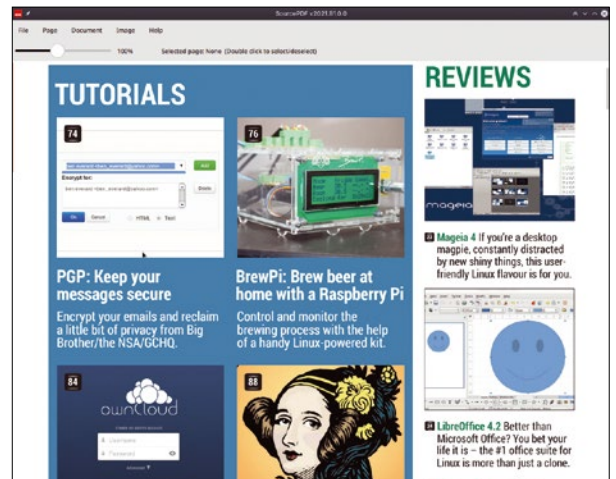 BoxerPDF v2021.01.0.0
File Page Document Image Help
100% Selected page: None (Double click to select/deselect)
TUTORIALS
74
Encrypt for:
Add
Delete
Cancel HTML Text
PGP: Keep your
messages secure
Encrypt your emails and reclaim
a little bit of privacy from Big
Brother/the NSA/GCHQ.
76
BrewPi: Brew beer at
home with a Raspberry Pi
Control and monitor the
brewing process with the help
of a handy Linux-powered kit.
84
ownCloud
Username
Password
88
REVIEWS
mageia
Mageia 4 If you're a desktop
magpie, constantly distracted
by new shiny things, this user-
friendly Linux flavour is for you.
LibreOffice 4.2 Better than
Microsoft Office? You bet your
life it is – the #1 office suite for
Linux is more than just a clone.